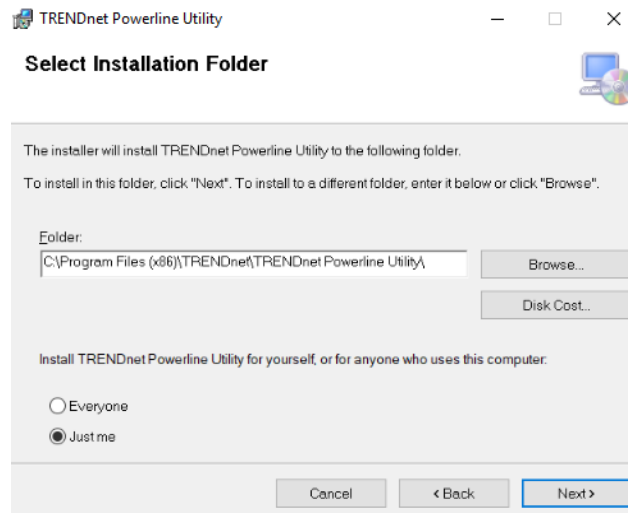 TRENDnet Powerline Utility
Select Installation Folder
The installer will install TRENDnet Powerline Utility to the following folder.
To install in this folder, click "Next". To install to a different folder, enter it below or click "Browse".
Folder:
C:\Program Files (x86)\TRENDnet\TRENDnet Powerline Utility\
Browse...
Disk Cost...
Install TRENDnet Powerline Utility for yourself, or for anyone who uses this computer:
Everyone
Just me
Cancel
< Back
Next >